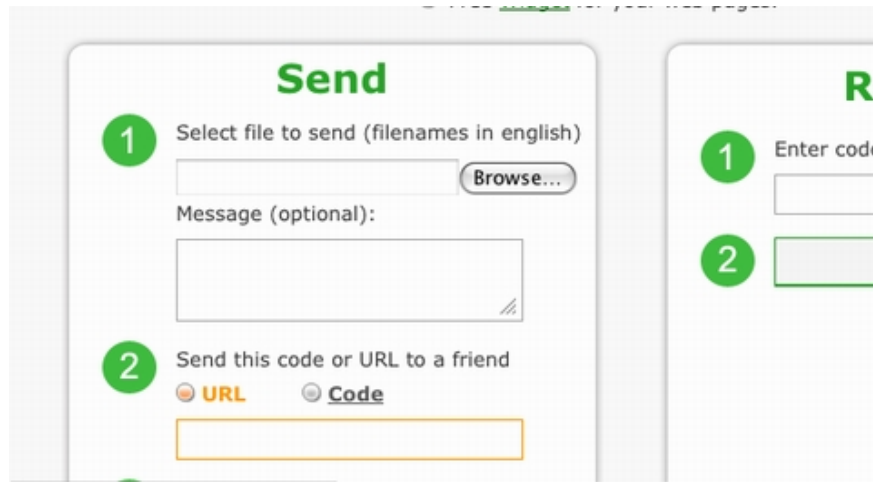 Send
1
Select file to send (filenames in english)
Browse...
Message (optional):
2
Send this code or URL to a friend
URL
Code
R
1
Enter code
2